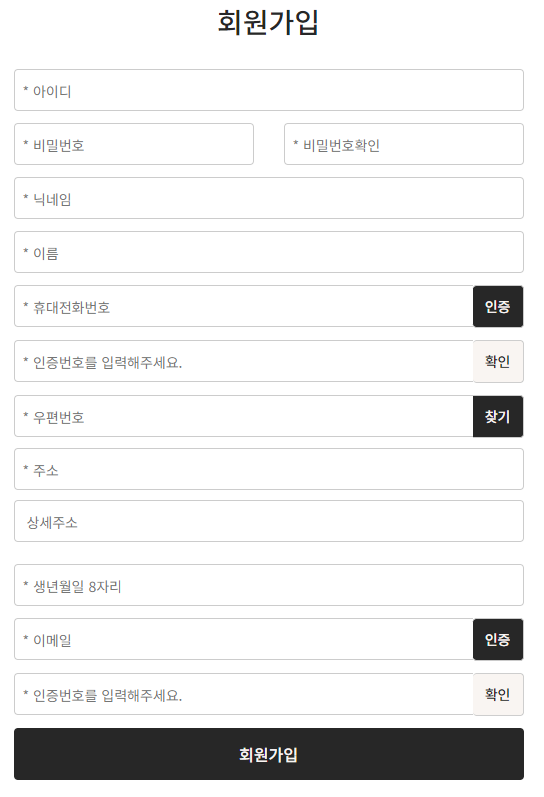 회원가입
* 아이디
* 비밀번호 * 비밀번호확인
* 닉네임
* 이름
* 휴대전화번호 인증
* 인증번호를 입력해주세요. 확인
* 우편번호 찾기
* 주소
상세주소
* 생년월일 8자리
* 이메일 인증
* 인증번호를 입력해주세요. 확인
회원가입